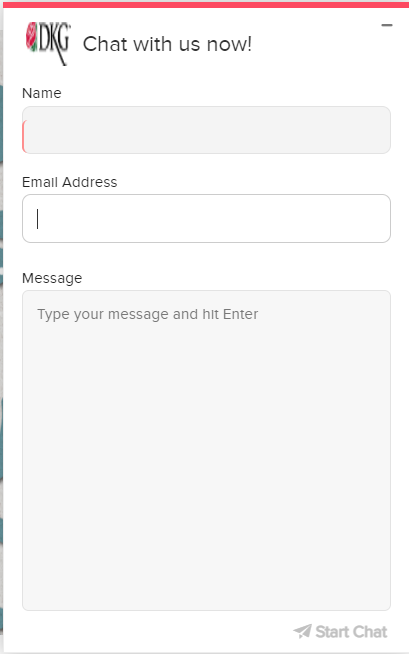 DKG
Chat with us now!
Name
Email Address
Message
Type your message and hit Enter
Start Chat